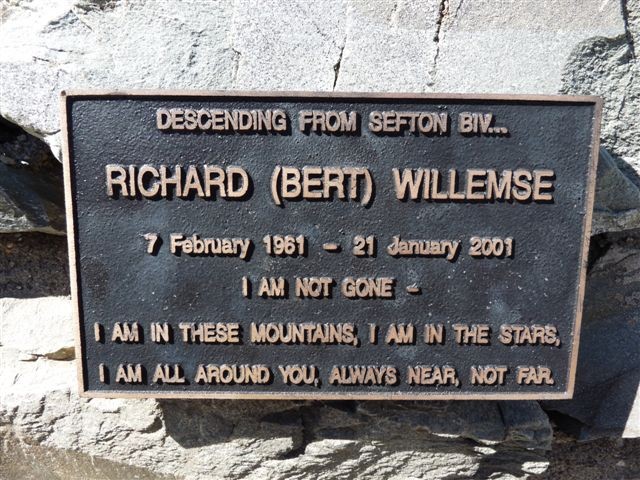 DESCENDING FROM SEFTON BIV...
RICHARD (BERT) WILLEMSE
7 February 1961 - 21 January 2001
I AM NOT GONE -
I AM IN THESE MOUNTAINS, I AM IN THE STARS,
I AM ALL AROUND YOU, ALWAYS NEAR, NOT FAR.